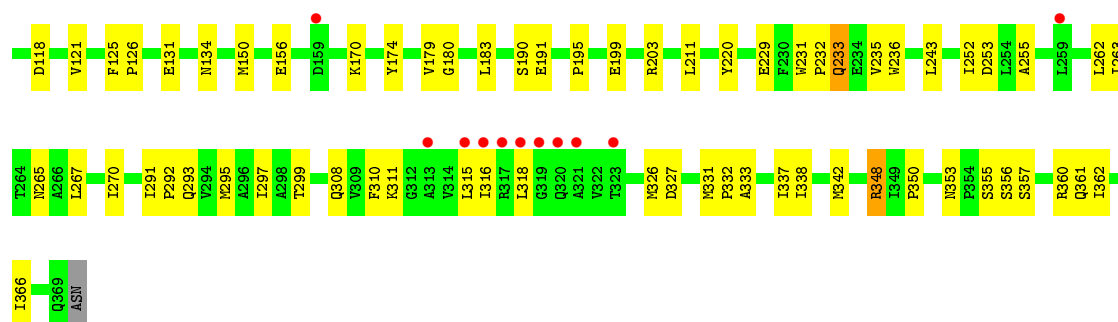 D118 V121 F125 P126 E131 N134 M150 E156 D159 K170 Y174 V179 G180 L183 S190 E191 P195 E199 R203 L211 Y220 E229 F230 W231 P232 Q233 E234 V235 W236 L243 I252 D253 L254 A255 L259 L262 I263
T264 N265 A266 L267 I270 I291 P292 Q293 V294 M295 A296 I297 A298 T299 Q308 V309 F310 K311 G312 A313 V314 L315 I316 R317 L318 G319 Q320 A321 V322 T323 M326 D327 M331 P332 A333 I337 I338 M342 R348 I349 P350 N353 P354 S355 S356 S357 R360 Q361 I362
I366 Q369 ASN